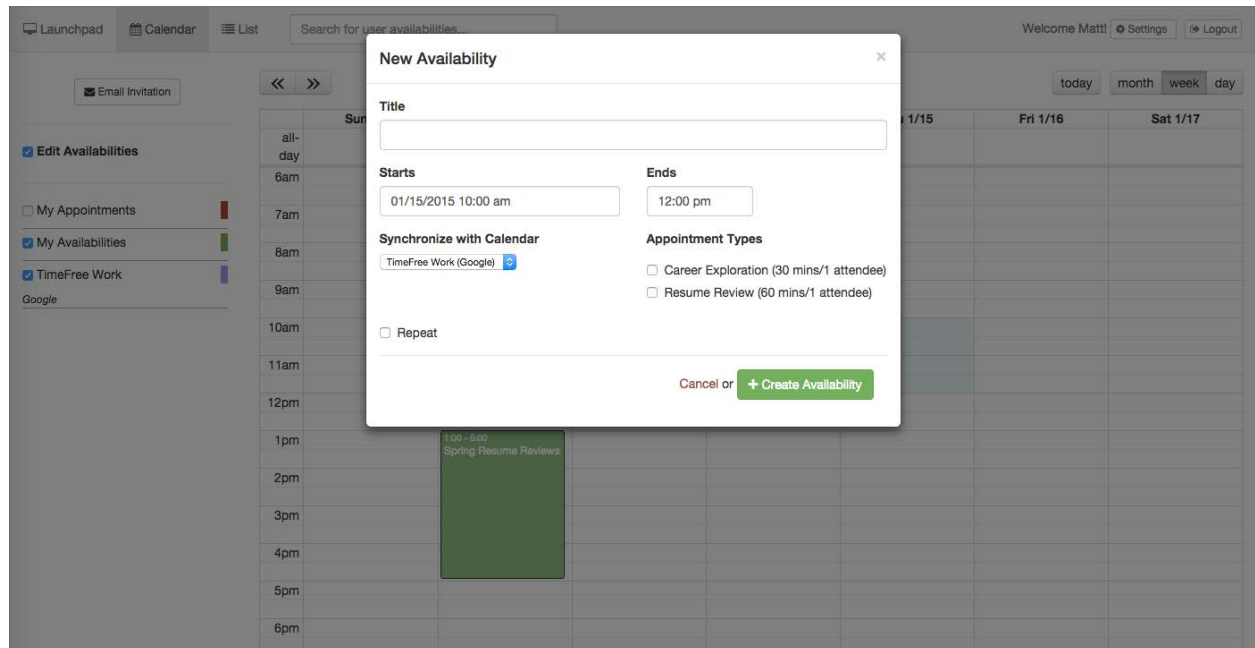 Launchpad Calendar List Search for user availabilities... Welcome Matt! Settings Logout
New Availability ×
Email Invitation
today month week day
Title
Sun 1/15 Fri 1/16 Sat 1/17
all-
day
Edit Availabilities
Starts Ends
6am
01/15/2015 10:00 am 12:00 pm
My Appointments
7am
Synchronize with Calendar Appointment Types
My Availabilities
8am
TimeFree Work (Google) Career Exploration (30 mins/1 attendee)
TimeFree Work
9am
Resume Review (60 mins/1 attendee)
Google
10am
Repeat
11am
Cancel or + Create Availability
12pm
1pm
1:00 - 5:00
Spring Resume Reviews
2pm
3pm
4pm
5pm
6pm